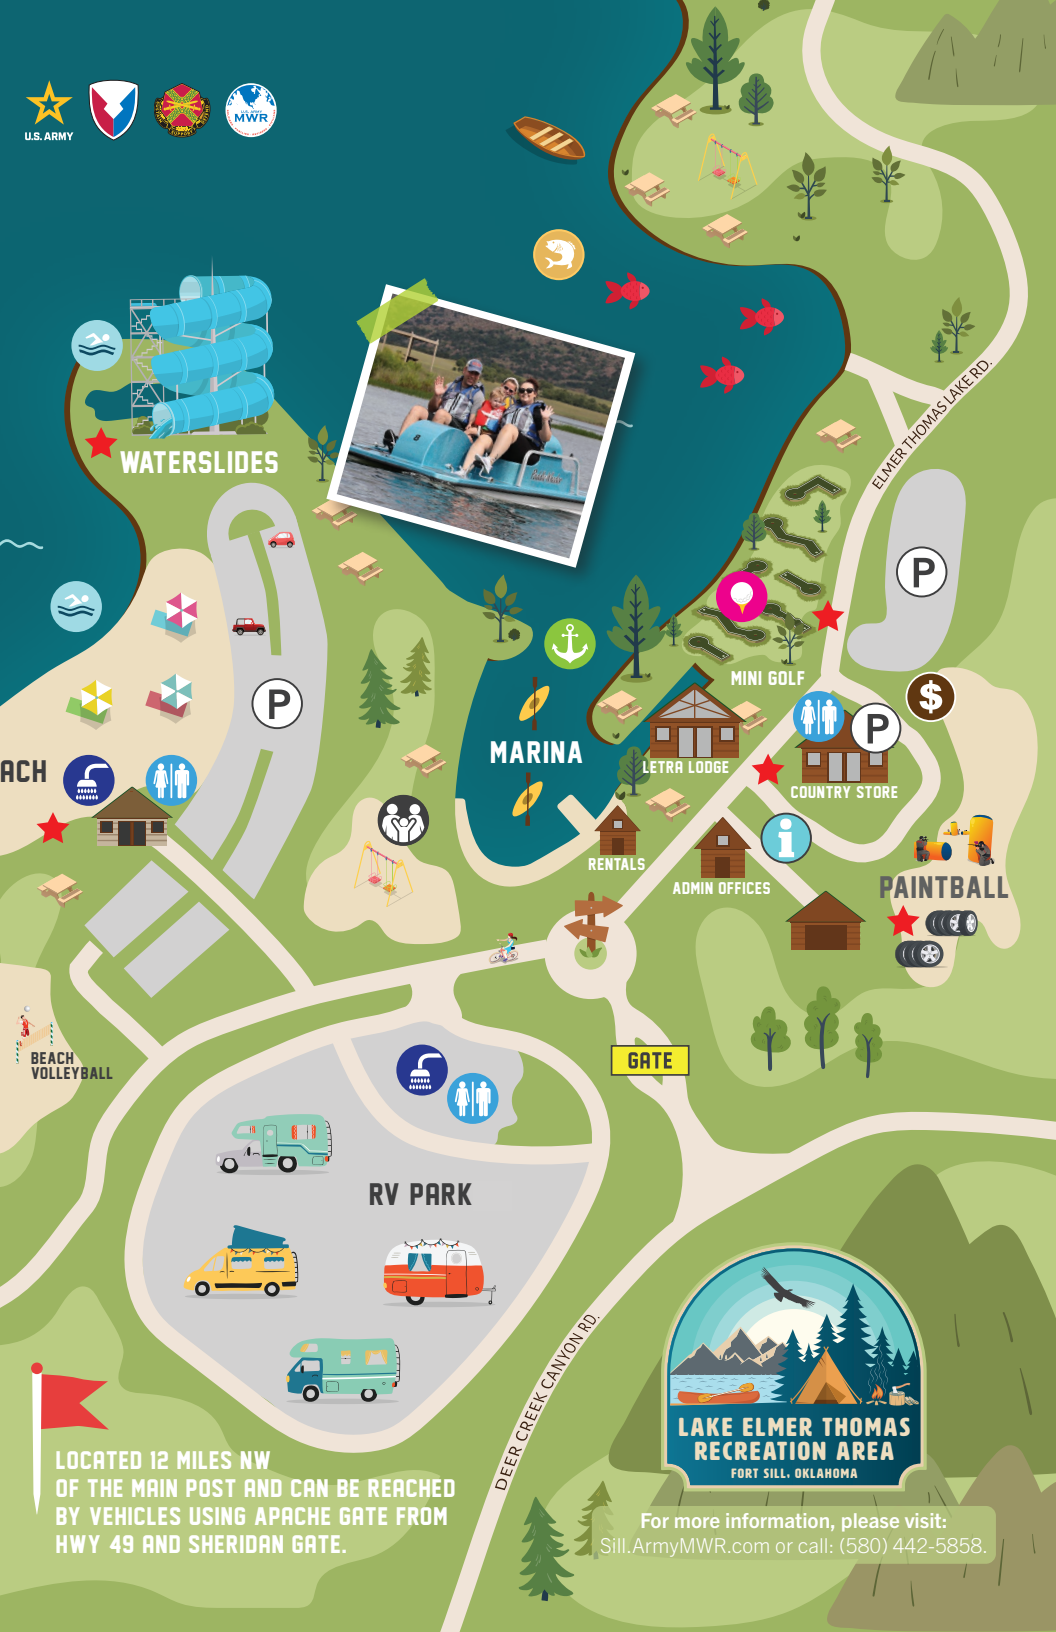 U.S. ARMY
U.S. ARMY
MWR
WATERSLIDES
ELMER THOMAS LAKE RD.
P
MINI GOLF
$
P
P
MARINA
LETRA LODGE
ACH
COUNTRY STORE
i
RENTALS
ADMIN OFFICES
PAINTBALL
BEACH
VOLLEYBALL
GATE
RV PARK
DEER CREEK CANYON RD.
LAKE ELMER THOMAS
RECREATION AREA
FORT SILL, OKLAHOMA
LOCATED 12 MILES NW
OF THE MAIN POST AND CAN BE REACHED
BY VEHICLES USING APACHE GATE FROM
HWY 49 AND SHERIDAN GATE.
For more information, please visit:
Sill.ArmyMWR.com or call: (580) 442-5858.